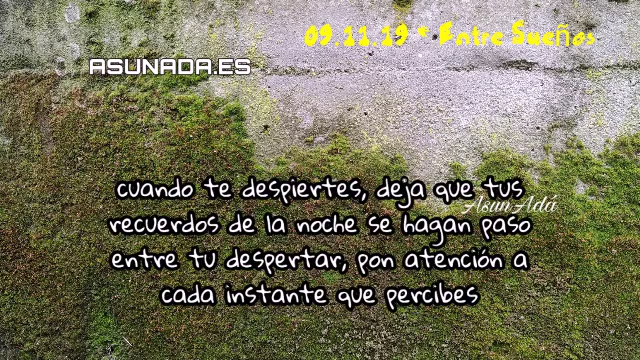 09.11.19 * Entre Sueños
ASUNADA.ES
cuando te despiertes, deja que tus
AsunAdá
recuerdos de la noche se hagan paso
entre tu despertar, pon atención a
cada instante que percibes